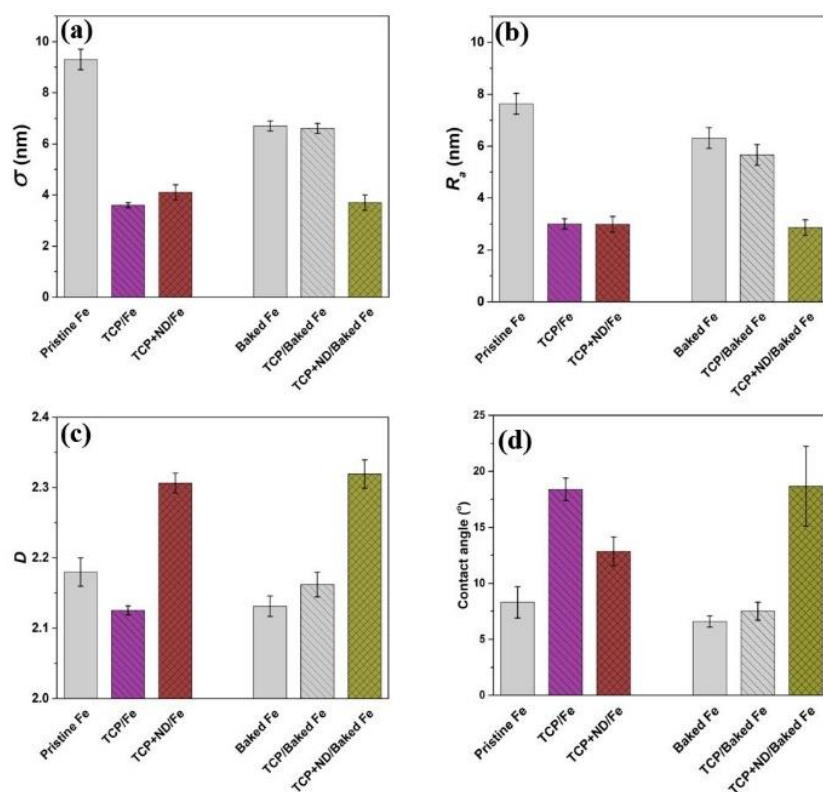 (a)
σ (nm)
10
8
6
4
2
0
Pristine Fe
TCP/Fe
TCP+ND/Fe
Baked Fe
TCP/Baked Fe
TCP+ND/Baked Fe
(b)
R_a (nm)
10
8
6
4
2
0
Pristine Fe
TCP/Fe
TCP+ND/Fe
Baked Fe
TCP/Baked Fe
TCP+ND/Baked Fe
(c)
D
2.4
2.3
2.2
2.1
2.0
Pristine Fe
TCP/Fe
TCP+ND/Fe
Baked Fe
TCP/Baked Fe
TCP+ND/Baked Fe
(d)
Contact angle (°)
25
20
15
10
5
0
Pristine Fe
TCP/Fe
TCP+ND/Fe
Baked Fe
TCP/Baked Fe
TCP+ND/Baked Fe